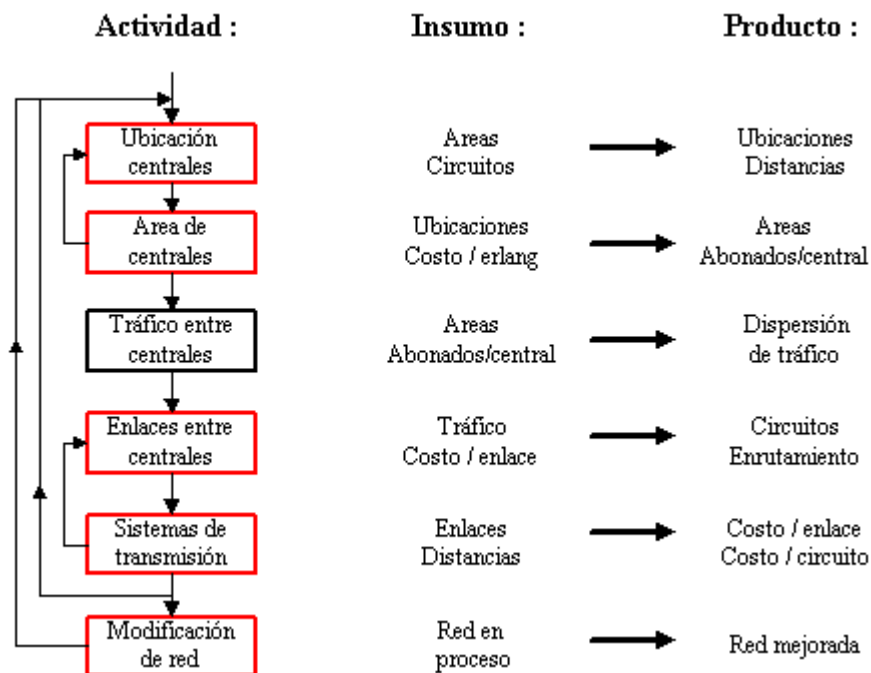 Actividad :
Insumo :
Producto :
Ubicación
centrales
Areas
Circuitos
Ubicaciones
Distancias
Area de
centrales
Ubicaciones
Costo / erlang
Areas
Abonados/central
Tráfico entre
centrales
Areas
Abonados/central
Dispersión
de tráfico
Enlaces entre
centrales
Tráfico
Costo / enlace
Circuitos
Enrutamiento
Sistemas de
transmisión
Enlaces
Distancias
Costo / enlace
Costo / circuito
Modificación
de red
Red en
proceso
Red mejorada